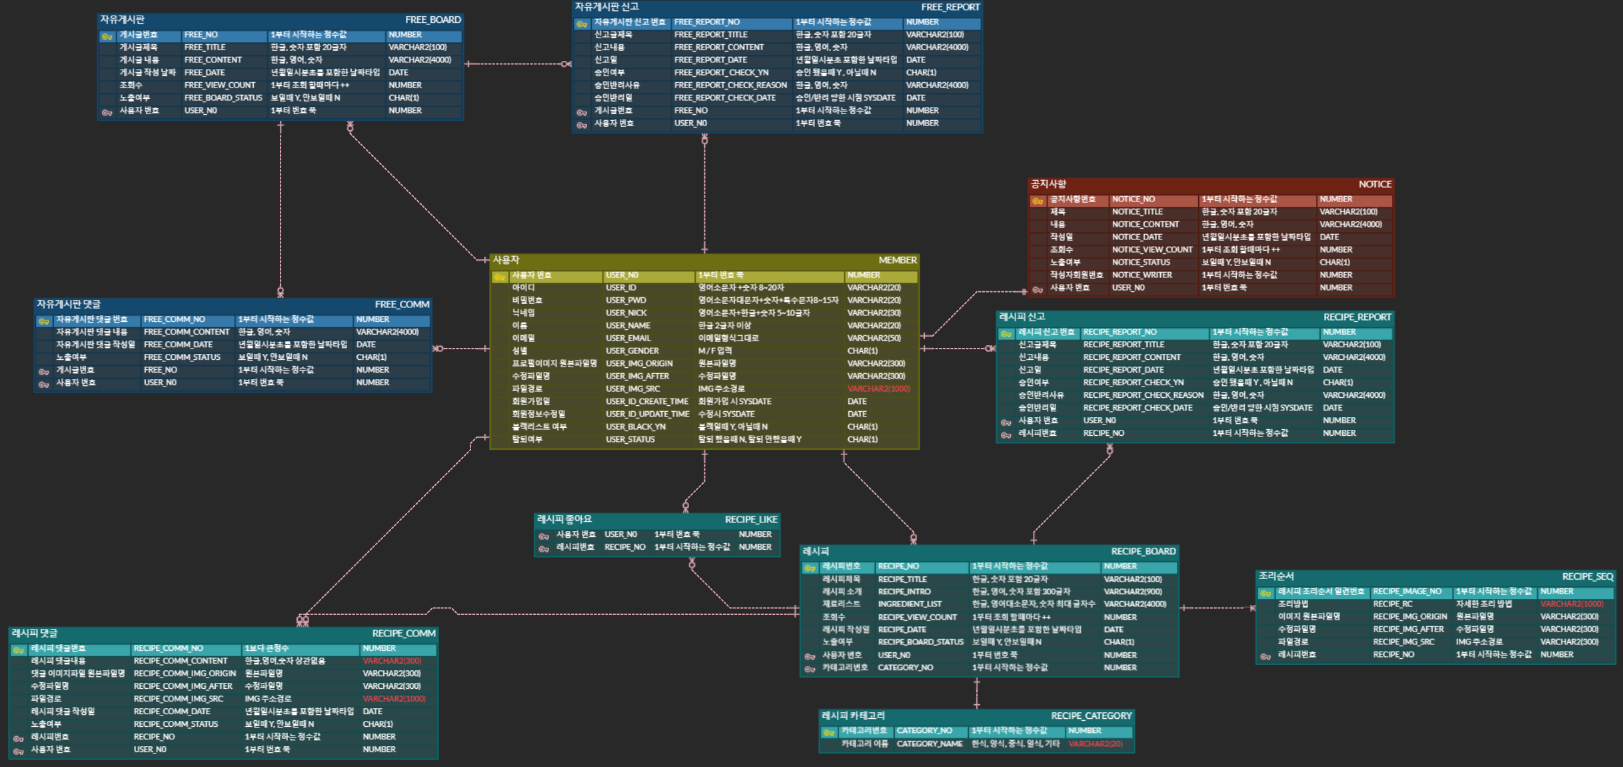 자유게시판 FREE_BOARD
게시글번호 FREE_NO 1부터 시작하는 정수값 NUMBER
게시글제목 FREE_TITLE 한글, 숫자 포함 20글자 VARCHAR2(100)
게시글 내용 FREE_CONTENT 한글, 영어, 숫자 VARCHAR2(4000)
게시글 작성 날짜 FREE_DATE 년월일시분초를 포함한 날짜타입 DATE
조회수 FREE_VIEW_COUNT 1부터 조회 할때마다 ++ NUMBER
노출여부 FREE_BOARD_STATUS 보일때 Y, 안보일때 N CHAR(1)
사용자 번호 USER_NO 1부터 번호 쭉 NUMBER
자유게시판 신고 FREE_REPORT
자유게시판 신고 번호 FREE_REPORT_NO 1부터 시작하는 정수값 NUMBER
신고글제목 FREE_REPORT_TITLE 한글, 숫자 포함 20글자 VARCHAR2(100)
신고내용 FREE_REPORT_CONTENT 한글, 영어, 숫자 VARCHAR2(4000)
신고일 FREE_REPORT_DATE 년월일시분초를 포함한 날짜타입 DATE
승인여부 FREE_REPORT_CHECK_YN 승인 됐을때 Y, 아닐때 N CHAR(1)
승인반려사유 FREE_REPORT_CHECK_REASON 한글, 영어, 숫자 VARCHAR2(4000)
승인반려일 FREE_REPORT_CHECK_DATE 승인/반려 당한 시점 SYSDATE DATE
게시글번호 FREE_NO 1부터 시작하는 정수값 NUMBER
사용자 번호 USER_NO 1부터 번호 쭉 NUMBER
공지사항 NOTICE
공지사항번호 NOTICE_NO 1부터 시작하는 정수값 NUMBER
제목 NOTICE_TITLE 한글, 숫자 포함 20글자 VARCHAR2(100)
내용 NOTICE_CONTENT 한글, 영어, 숫자 VARCHAR2(4000)
작성일 NOTICE_DATE 년월일시분초를 포함한 날짜타입 DATE
조회수 NOTICE_VIEW_COUNT 1부터 조회 할때마다 ++ NUMBER
노출여부 NOTICE_STATUS 보일때 Y, 안보일때 N CHAR(1)
작성자회원번호 NOTICE_WRITER 1부터 시작하는 정수값 NUMBER
사용자 번호 USER_NO 1부터 번호 쭉 NUMBER
사용자 MEMBER
사용자 번호 USER_NO 1부터 번호 쭉 NUMBER
아이디 USER_ID 영어소문자 +숫자 8~20자 VARCHAR2(20)
비밀번호 USER_PWD 영어소문자대문자+숫자+특수문자8~15자 VARCHAR2(20)
닉네임 USER_NICK 영어소문자+한글+숫자 5~10글자 VARCHAR2(30)
이름 USER_NAME 한글 2글자 이상 VARCHAR2(20)
이메일 USER_EMAIL 이메일형식그대로 VARCHAR2(50)
성별 USER_GENDER M / F 입력 CHAR(1)
프로필이미지 원본파일명 USER_IMG_ORIGIN 원본파일명 VARCHAR2(300)
수정파일명 USER_IMG_AFTER 수정파일명 VARCHAR2(300)
파일경로 USER_IMG_SRC IMG 주소경로 VARCHAR2(1000)
회원가입일 USER_ID_CREATE_TIME 회원가입 시 SYSDATE DATE
회원정보수정일 USER_ID_UPDATE_TIME 수정시 SYSDATE DATE
블랙리스트 여부 USER_BLACK_YN 블랙일때 Y, 아닐때 N CHAR(1)
탈퇴여부 USER_STATUS 탈퇴 했을때 N, 탈퇴 안했을때 Y CHAR(1)
자유게시판 댓글 FREE_COMM
자유게시판 댓글 번호 FREE_COMM_NO 1부터 시작하는 정수값 NUMBER
자유게시판 댓글 내용 FREE_COMM_CONTENT 한글, 영어, 숫자 VARCHAR2(4000)
자유게시판 댓글 작성일 FREE_COMM_DATE 년월일시분초를 포함한 날짜타입 DATE
노출여부 FREE_COMM_STATUS 보일때 Y, 안보일때 N CHAR(1)
게시글번호 FREE_NO 1부터 시작하는 정수값 NUMBER
사용자 번호 USER_NO 1부터 번호 쭉 NUMBER
레시피 신고 RECIPE_REPORT
레시피 신고 번호 RECIPE_REPORT_NO 1부터 시작하는 정수값 NUMBER
신고글제목 RECIPE_REPORT_TITLE 한글, 숫자 포함 20글자 VARCHAR2(100)
신고내용 RECIPE_REPORT_CONTENT 한글, 영어, 숫자 VARCHAR2(4000)
신고일 RECIPE_REPORT_DATE 년월일시분초를 포함한 날짜타입 DATE
승인여부 RECIPE_REPORT_CHECK_YN 승인 됐을때 Y, 아닐때 N CHAR(1)
승인반려사유 RECIPE_REPORT_CHECK_REASON 한글, 영어, 숫자 VARCHAR2(4000)
승인반려일 RECIPE_REPORT_CHECK_DATE 승인/반려 당한 시점 SYSDATE DATE
사용자 번호 USER_NO 1부터 번호 쭉 NUMBER
레시피번호 RECIPE_NO 1부터 시작하는 정수값 NUMBER
레시피 좋아요 RECIPE_LIKE
사용자 번호 USER_NO 1부터 번호 쭉 NUMBER
레시피번호 RECIPE_NO 1부터 시작하는 정수값 NUMBER
레시피 RECIPE_BOARD
레시피번호 RECIPE_NO 1부터 시작하는 정수값 NUMBER
레시피제목 RECIPE_TITLE 한글, 숫자 포함 20글자 VARCHAR2(100)
레시피 소개 RECIPE_INTRO 한글, 영어, 숫자 포함 300글자 VARCHAR2(900)
재료리스트 INGREDIENT_LIST 한글, 영어대소문자, 숫자 최대 글자수 VARCHAR2(4000)
조회수 RECIPE_VIEW_COUNT 1부터 조회 할때마다 ++ NUMBER
레시피 작성일 RECIPE_DATE 년월일시분초를 포함한 날짜타입 DATE
노출여부 RECIPE_BOARD_STATUS 보일때 Y, 안보일때 N CHAR(1)
사용자 번호 USER_NO 1부터 번호 쭉 NUMBER
카테고리번호 CATEGORY_NO 1부터 시작하는 정수값 NUMBER
조리순서 RECIPE_SEQ
레시피 조리순서 발견번호 RECIPE_IMAGE_NO 1부터 시작하는 정수값 NUMBER
조리방법 RECIPE_RC 자세한 조리 방법 VARCHAR2(1000)
이미지 원본파일명 RECIPE_IMG_ORIGIN 원본파일명 VARCHAR2(300)
수정파일명 RECIPE_IMG_AFTER 수정파일명 VARCHAR2(300)
파일경로 RECIPE_IMG_SRC IMG 주소경로 VARCHAR2(300)
레시피번호 RECIPE_NO 1부터 시작하는 정수값 NUMBER
레시피 댓글 RECIPE_COMM
레시피 댓글번호 RECIPE_COMM_NO 1보다 큰정수 NUMBER
레시피 댓글내용 RECIPE_COMM_CONTENT 한글,영어,숫자 상관없음 VARCHAR2(300)
댓글 이미지파일 원본파일명 RECIPE_COMM_IMG_ORIGIN 원본파일명 VARCHAR2(300)
수정파일명 RECIPE_COMM_IMG_AFTER 수정파일명 VARCHAR2(300)
파일경로 RECIPE_COMM_IMG_SRC IMG 주소경로 VARCHAR2(1000)
레시피 댓글 작성일 RECIPE_COMM_DATE 년월일시분초를 포함한 날짜타입 DATE
노출여부 RECIPE_COMM_STATUS 보일때 Y, 안보일때 N CHAR(1)
레시피번호 RECIPE_NO 1부터 시작하는 정수값 NUMBER
사용자 번호 USER_NO 1부터 번호 쭉 NUMBER
레시피 카테고리 RECIPE_CATEGORY
카테고리번호 CATEGORY_NO 1부터 시작하는 정수값 NUMBER
카테고리 이름 CATEGORY_NAME 한식, 양식, 중식, 일식, 기타 VARCHAR2(20)